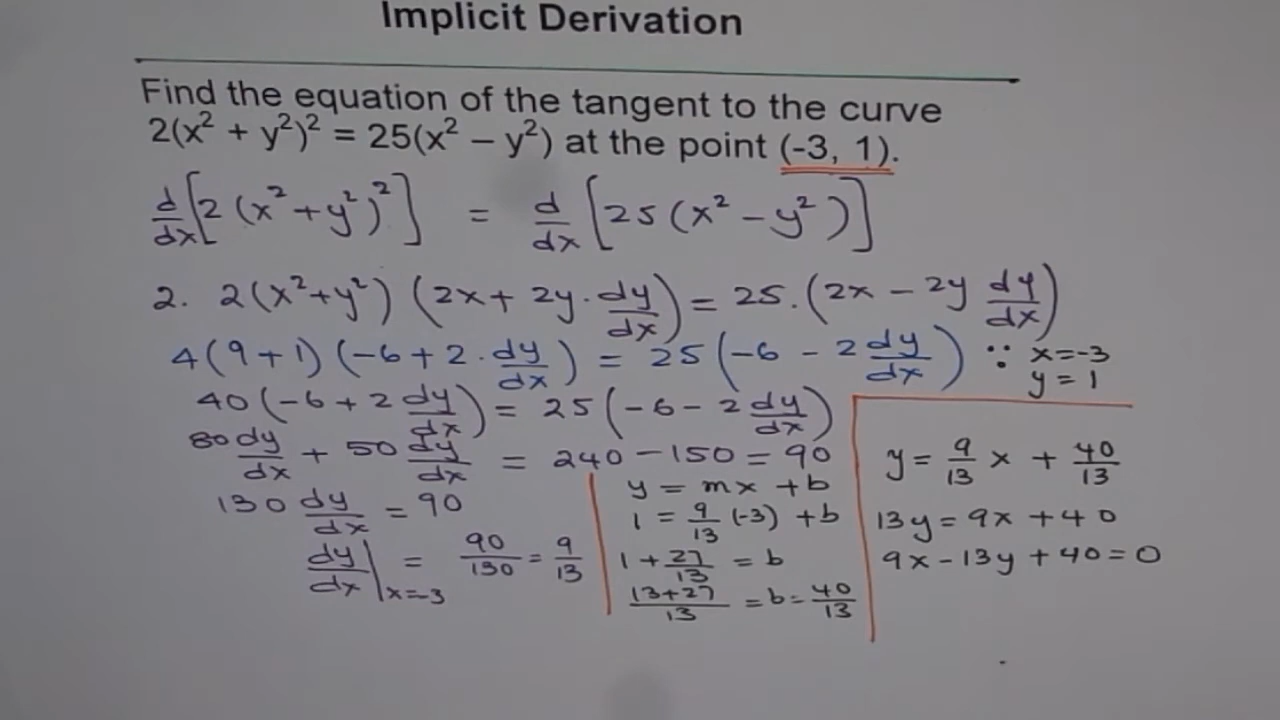 Implicit Derivation
Find the equation of the tangent to the curve
2(x² + y²)² = 25(x² – y²) at the point (-3, 1).
d/dx [2 (x² + y²)²] = d/dx [25 (x² – y²)]
2. 2(x² + y²) (2x + 2y · dy/dx) = 25. (2x – 2y dy/dx)
4(9+1) (-6 + 2 · dy/dx) = 25 (-6 – 2 dy/dx) ∵ x=-3
y = 1
40 (-6 + 2 dy/dx) = 25 (-6 – 2 dy/dx)
80 dy/dx + 50 dy/dx = 240 – 150 = 90
130 dy/dx = 90
dy/dx |x=-3 = 90/130 = 9/13
y = mx + b
1 = 9/13 (-3) + b
1 + 27/13 = b
13+27/13 = b = 40/13
y = 9/13 x + 40/13
13y = 9x + 40
9x – 13y + 40 = 0